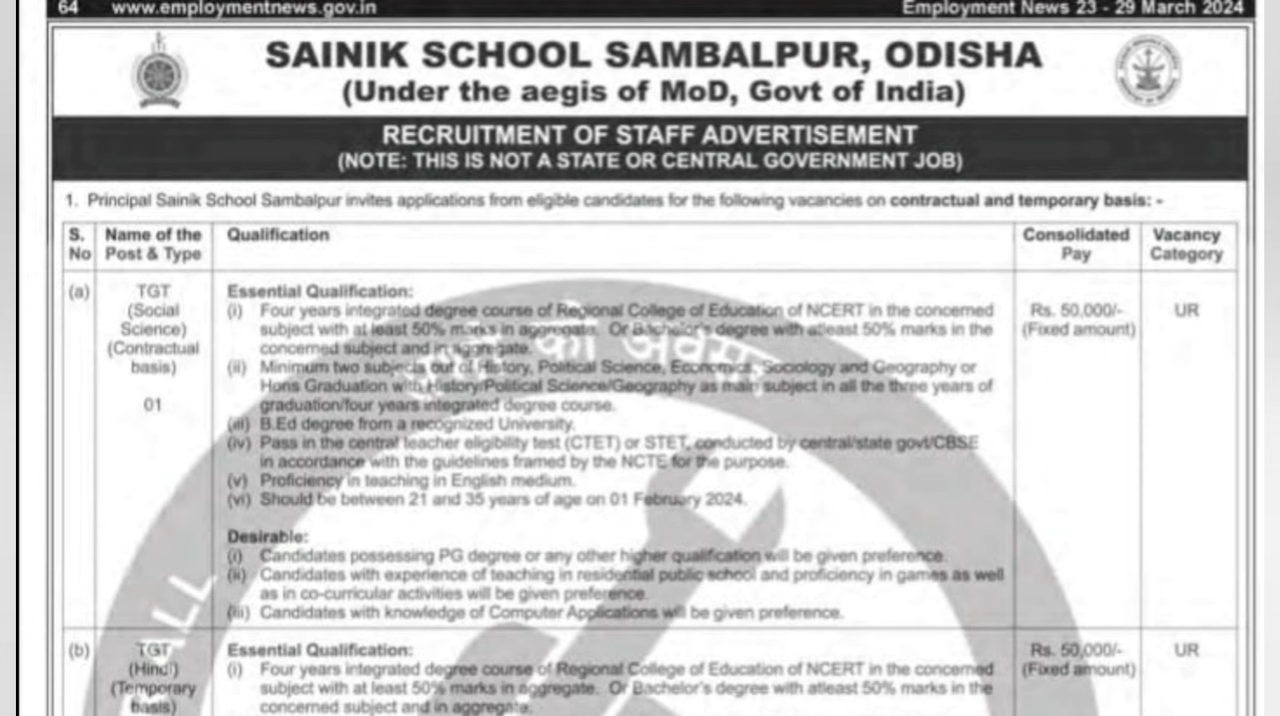 64 www.employmentnews.gov.in Employment News 23 - 29 March 2024
SAINIK SCHOOL SAMBALPUR, ODISHA
(Under the aegis of MoD, Govt of India)
RECRUITMENT OF STAFF ADVERTISEMENT
(NOTE: THIS IS NOT A STATE OR CENTRAL GOVERNMENT JOB)
1. Principal Sainik School Sambalpur invites applications from eligible candidates for the following vacancies on contractual and temporary basis: -
S. No
Name of the Post & Type
Qualification
Consolidated Pay
Vacancy Category
(a)
TGT
(Social
Science)
(Contractual
basis)
01
Essential Qualification:
(i) Four years integrated degree course of Regional College of Education of NCERT in the concerned
subject with at least 50% marks in aggregate. Or Bachelor's degree with atleast 50% marks in the
concerned subject and in aggregate.
(ii) Minimum two subjects out of History, Political Science, Economics, Sociology and Geography or
Hons Graduation with History/Political Science/Geography as main subject in all the three years of
graduation/four years integrated degree course.
(iii) B.Ed degree from a recognized University.
(iv) Pass in the central teacher eligibility test (CTET) or STET, conducted by central/state govt/CBSE
in accordance with the guidelines framed by the NCTE for the purpose.
(v) Proficiency in teaching in English medium.
(vi) Should be between 21 and 35 years of age on 01 February 2024.
Desirable:
(i) Candidates possessing PG degree or any other higher qualification will be given preference.
(ii) Candidates with experience of teaching in residential public school and proficiency in games as well
as in co-curricular activities will be given preference.
(iii) Candidates with knowledge of Computer Applications will be given preference.
Rs. 50,000/-
(Fixed amount)
UR
(b)
TGT
(Hindi)
(Temporary
basis)
Essential Qualification:
(i) Four years integrated degree course of Regional College of Education of NCERT in the concerned
subject with at least 50% marks in aggregate. Or Bachelor's degree with atleast 50% marks in the
concerned subject and in aggregate.
Rs. 50,000/-
(Fixed amount)
UR
को
ALL